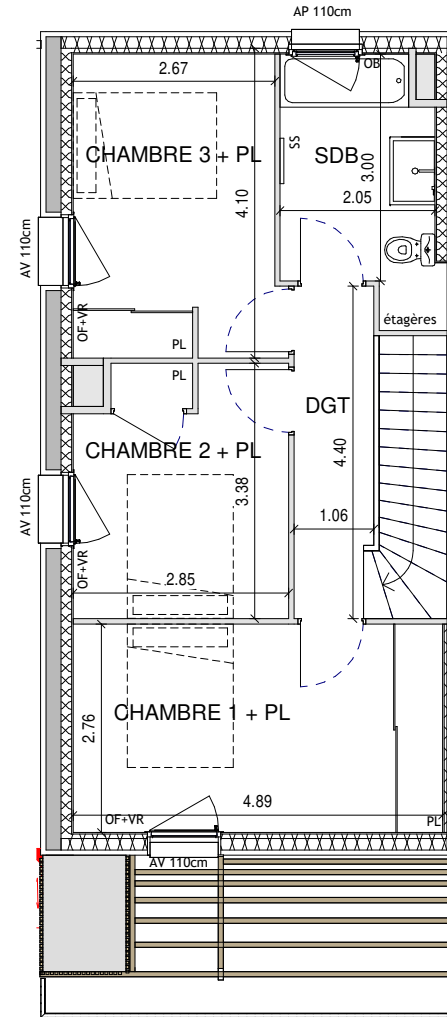 AP 110cm
OB
2.67
CHAMBRE 3 + PL
SS
SDB
3.00
2.05
4.10
AV 110cm
OF+VR
PL
étagères
PL
DGT
CHAMBRE 2 + PL
4.40
3.38
AV 110cm
OF+VR
1.06
2.85
CHAMBRE 1 + PL
2.76
4.89
OF+VR
PL
AV 110cm